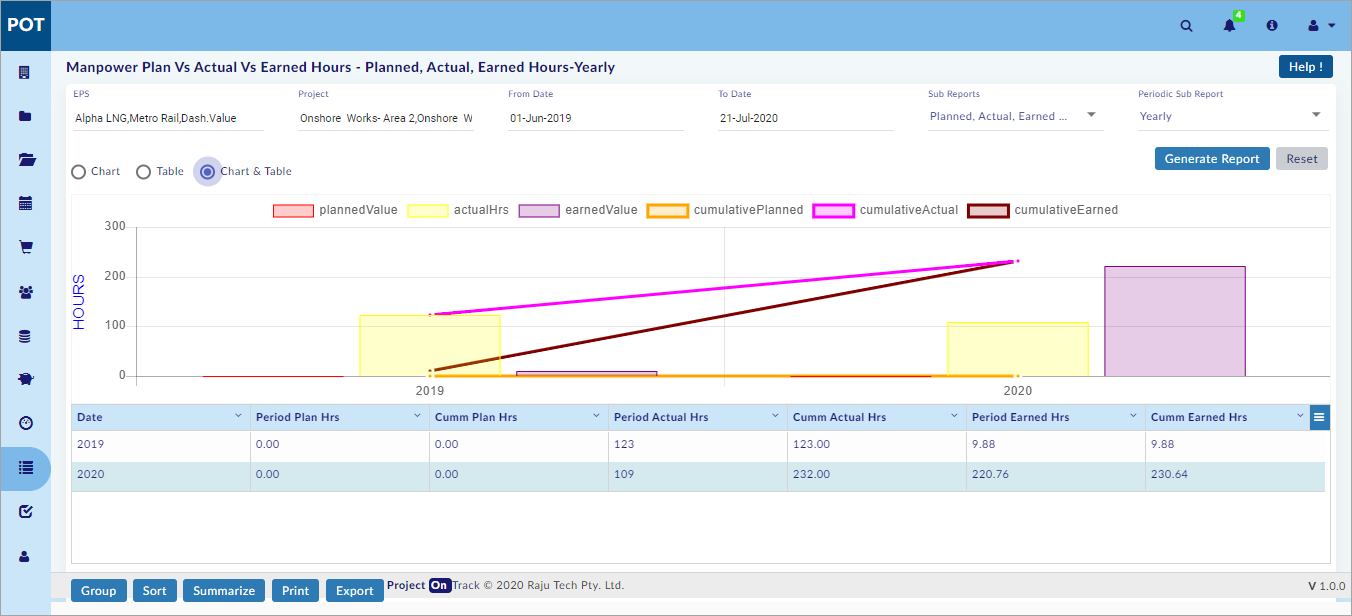 POT
4
Manpower Plan Vs Actual Vs Earned Hours - Planned, Actual, Earned Hours-Yearly
Help !
EPS Project From Date To Date Sub Reports Periodic Sub Report
Alpha LNG,Metro Rail,Dash.Value Onshore Works- Area 2,Onshore W 01-Jun-2019 21-Jul-2020 Planned, Actual, Earned ... Yearly
Generate Report Reset
Chart Table Chart & Table
plannedValue actualHrs earnedValue cumulativePlanned cumulativeActual cumulativeEarned
300
200
HOURS
100
0
2019 2020
Date Period Plan Hrs Cumm Plan Hrs Period Actual Hrs Cumm Actual Hrs Period Earned Hrs Cumm Earned Hrs
2019 0.00 0.00 123 123.00 9.88 9.88
2020 0.00 0.00 109 232.00 220.76 230.64
Group Sort Summarize Print Export Project On Track © 2020 Raju Tech Pty. Ltd. V 1.0.0